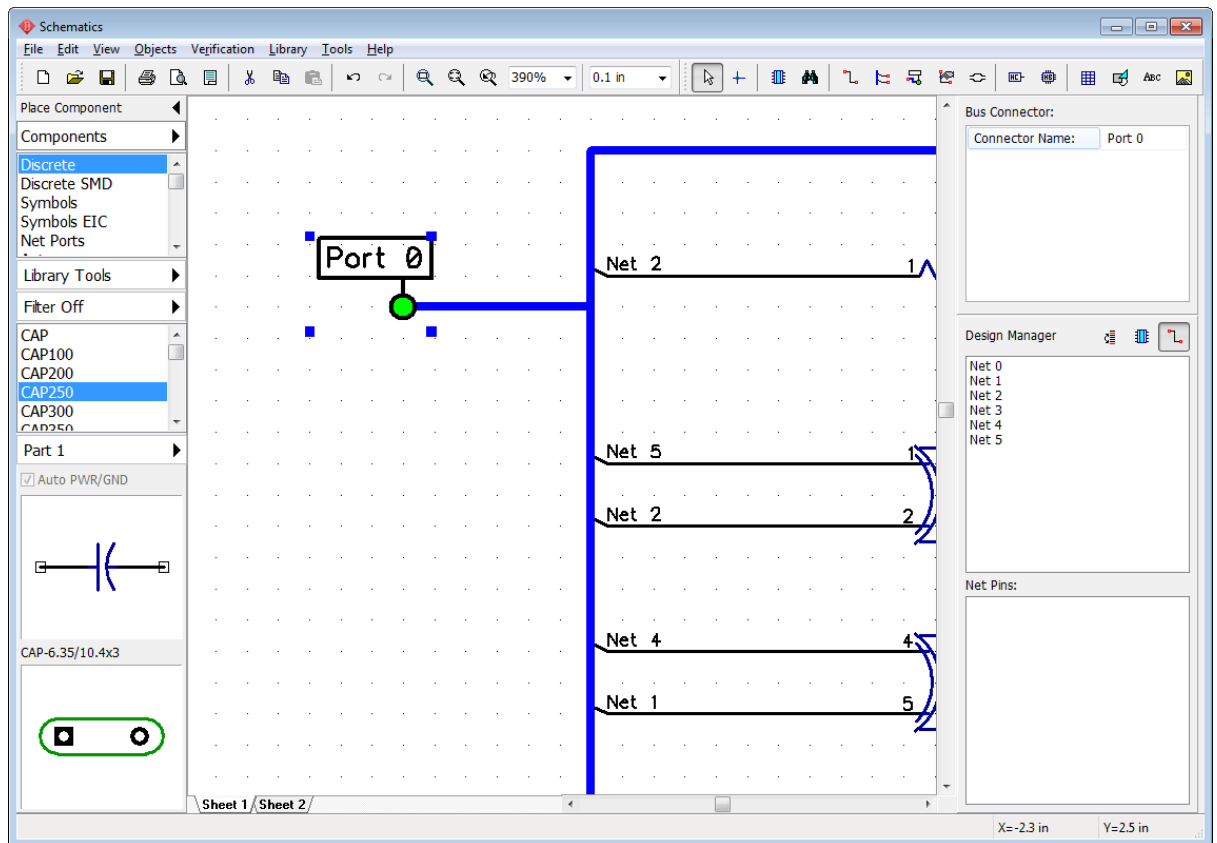 Schematics
File Edit View Objects Verification Library Tools Help
390% 0.1 in ABC
Place Component
Components
Discrete
Discrete SMD
Symbols
Symbols EIC
Net Ports
Library Tools
Filter Off
CAP
CAP100
CAP200
CAP250
CAP300
CAP350
Part 1
Auto PWR/GND
CAP-6.35/10.4x3
Port 0
Net 2 1
Net 5 1
Net 2 2
Net 4 4
Net 1 5
Sheet 1 Sheet 2
Bus Connector:
Connector Name: Port 0
Design Manager
Net 0
Net 1
Net 2
Net 3
Net 4
Net 5
Net Pins:
X=-2.3 in Y=2.5 in